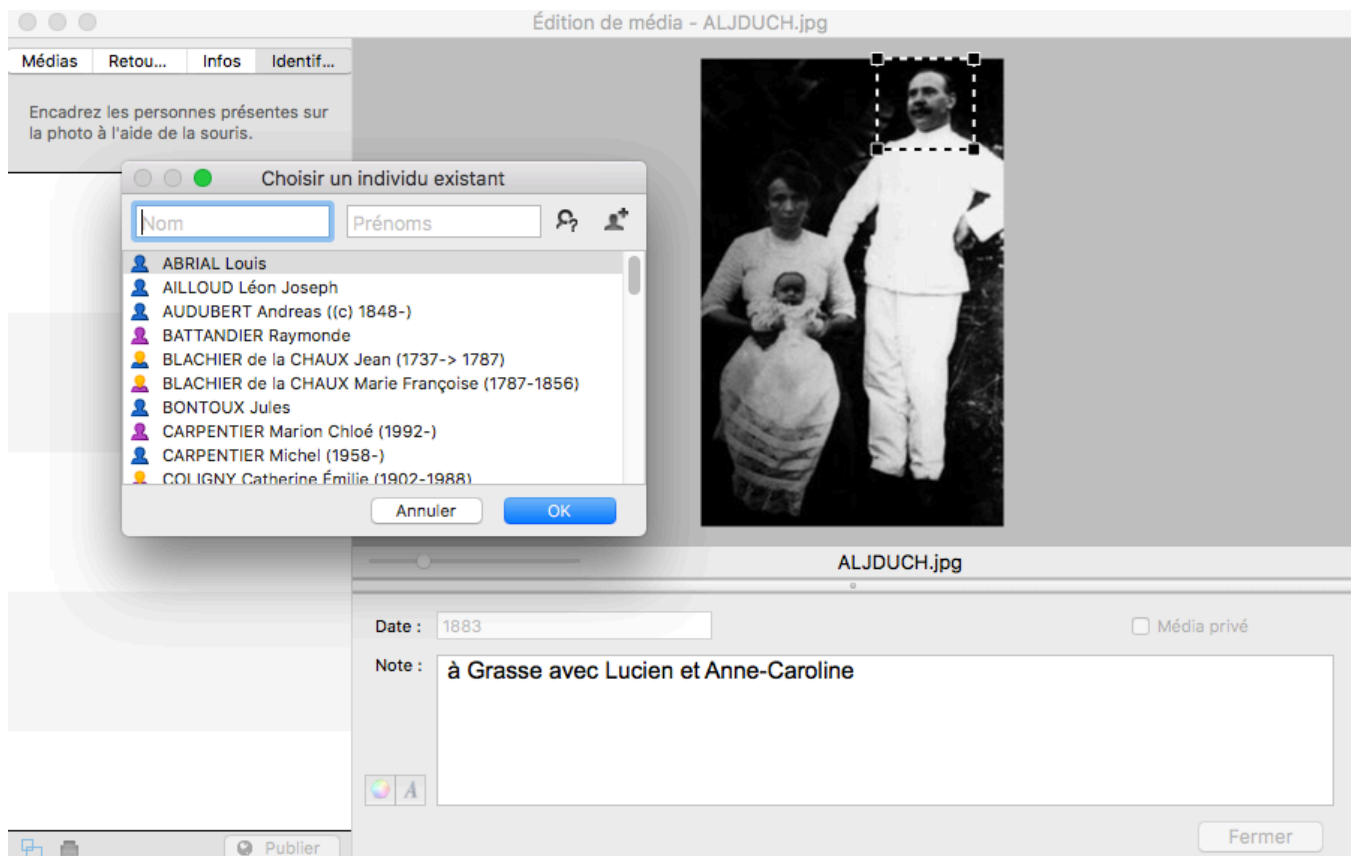 Édition de média - ALJDUCH.jpg
Médias Retou... Infos Identif...
Encadrez les personnes présentes sur
la photo à l'aide de la souris.
Choisir un individu existant
Nom Prénoms
ABRIAL Louis
AILLOUD Léon Joseph
AUDUBERT Andreas ((c) 1848-)
BATTANDIER Raymonde
BLACHIER de la CHAUX Jean (1737-> 1787)
BLACHIER de la CHAUX Marie Françoise (1787-1856)
BONTOUX Jules
CARPENTIER Marion Chloé (1992-)
CARPENTIER Michel (1958-)
COLIGNY Catherine Émilie (1902-1988)
Annuler OK
ALJDUCH.jpg
Date : 1883 Média privé
Note : à Grasse avec Lucien et Anne-Caroline
A
Fermer
Publier